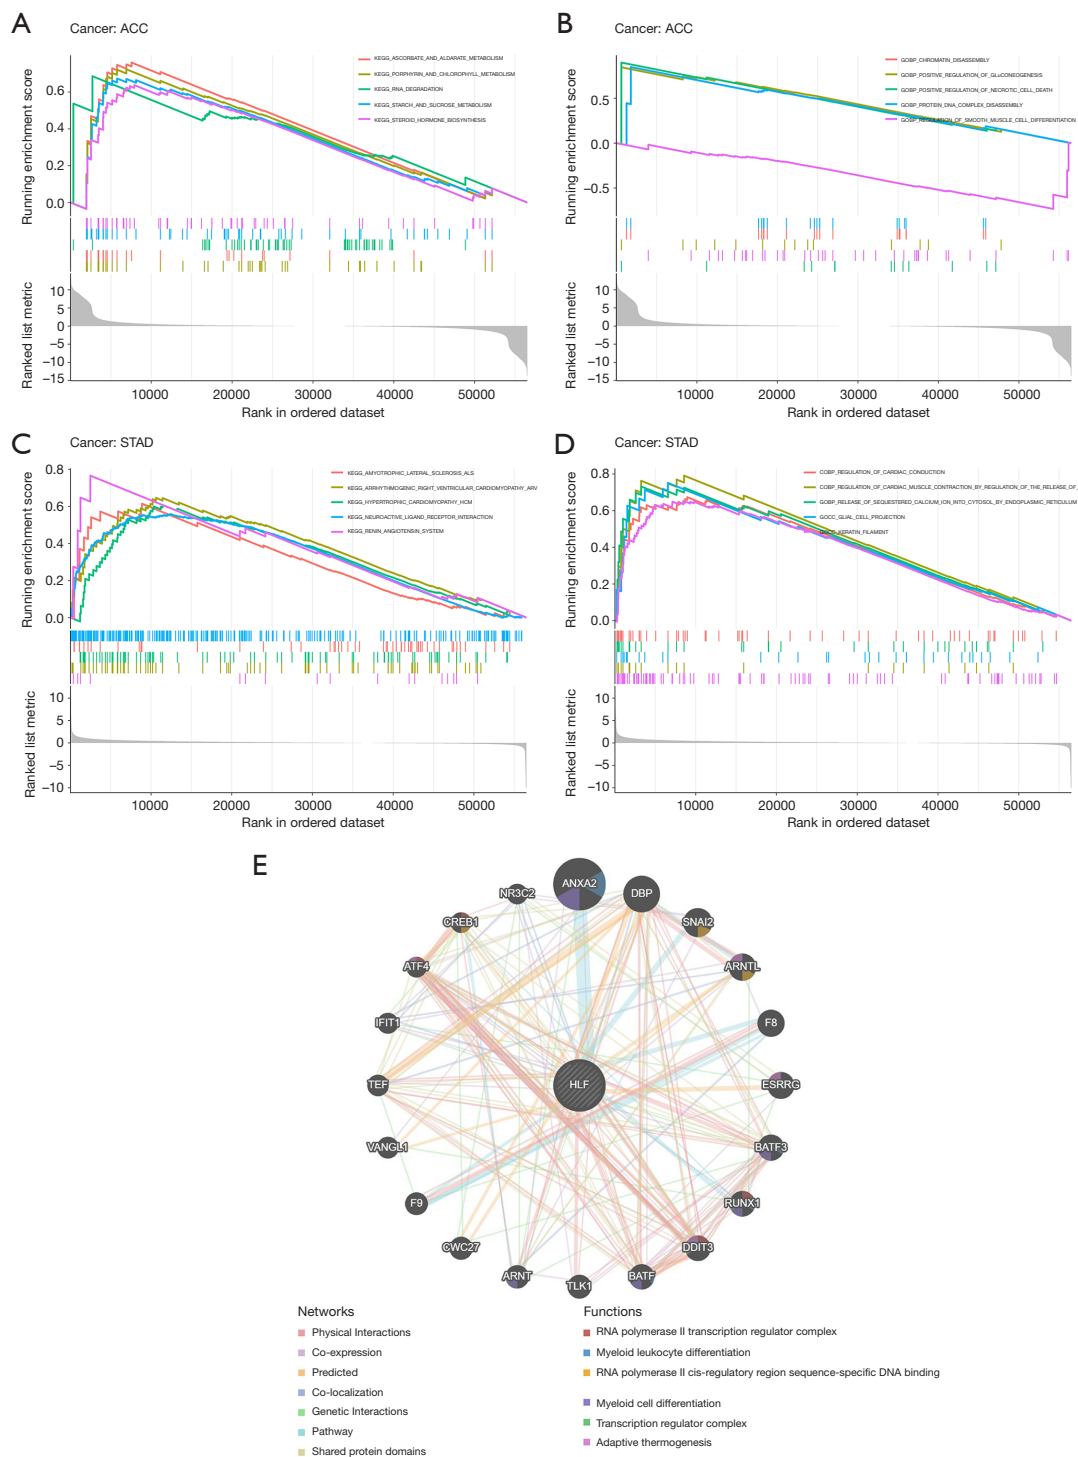 A
Cancer: ACC
Running enrichment score
0.6
0.4
0.2
0.0
KEGG_ASCORBATE_AND_ALDARATE_METABOLISM
KEGG_PORPHYRIN_AND_CHLOROPHYLL_METABOLISM
KEGG_RNA_DEGRADATION
KEGG_STARCH_AND_SUCROSE_METABOLISM
KEGG_STEROID_HORMONE_BIOSYNTHESIS
Ranked list metric
10
5
0
−5
−10
−15
10000 20000 30000 40000 50000
Rank in ordered dataset
B
Cancer: ACC
Running enrichment score
0.5
0.0
−0.5
GOBP_CHROMATIN_DISASSEMBLY
GOBP_POSITIVE_REGULATION_OF_GLUCONEOGENESIS
GOBP_POSITIVE_REGULATION_OF_NECROTIC_CELL_DEATH
GOBP_PROTEIN_DNA_COMPLEX_DISASSEMBLY
GOBP_REGULATION_OF_SMOOTH_MUSCLE_CELL_DIFFERENTIATION
Ranked list metric
10
5
0
−5
−10
−15
10000 20000 30000 40000 50000
Rank in ordered dataset
C
Cancer: STAD
Running enrichment score
0.8
0.6
0.4
0.2
0.0
KEGG_AMYOTROPHIC_LATERAL_SCLEROSIS_ALS
KEGG_ARRHYTHMOGENIC_RIGHT_VENTRICULAR_CARDIOMYOPATHY_ARV
KEGG_HYPERTROPHIC_CARDIOMYOPATHY_HCM
KEGG_NEUROACTIVE_LIGAND_RECEPTOR_INTERACTION
KEGG_RENIN_ANGIOTENSIN_SYSTEM
Ranked list metric
10
5
0
−5
−10
10000 20000 30000 40000 50000
Rank in ordered dataset
D
Cancer: STAD
Running enrichment score
0.8
0.6
0.4
0.2
0.0
COBP_REGULATION_OF_CARDIAC_CONDUCTION
COBP_REGULATION_OF_CARDIAC_MUSCLE_CONTRACTION_BY_REGULATION_OF_THE_RELEASE_OF_
GOBP_RELEASE_OF_SEQUESTERED_CALCIUM_ION_INTO_CYTOSOL_BY_ENDOPLASMIC_RETICULUM
GOCC_GLIAL_CELL_PROJECTION
GOCC_KERATIN_FILAMENT
Ranked list metric
10
5
0
−5
−10
10000 20000 30000 40000 50000
Rank in ordered dataset
E
ANXA2
DBP
NR3C2
SNAI2
CREB1
ARNTL
ATF4
F8
IFIT1
HLF
TEF
ESRRG
VANGL1
BATF3
F9
RUNX1
CWC27
DDIT3
ARNT
TLK1
BATF
Networks
Physical Interactions
Co-expression
Predicted
Co-localization
Genetic Interactions
Pathway
Shared protein domains
Functions
RNA polymerase II transcription regulator complex
Myeloid leukocyte differentiation
RNA polymerase II cis-regulatory region sequence-specific DNA binding
Myeloid cell differentiation
Transcription regulator complex
Adaptive thermogenesis